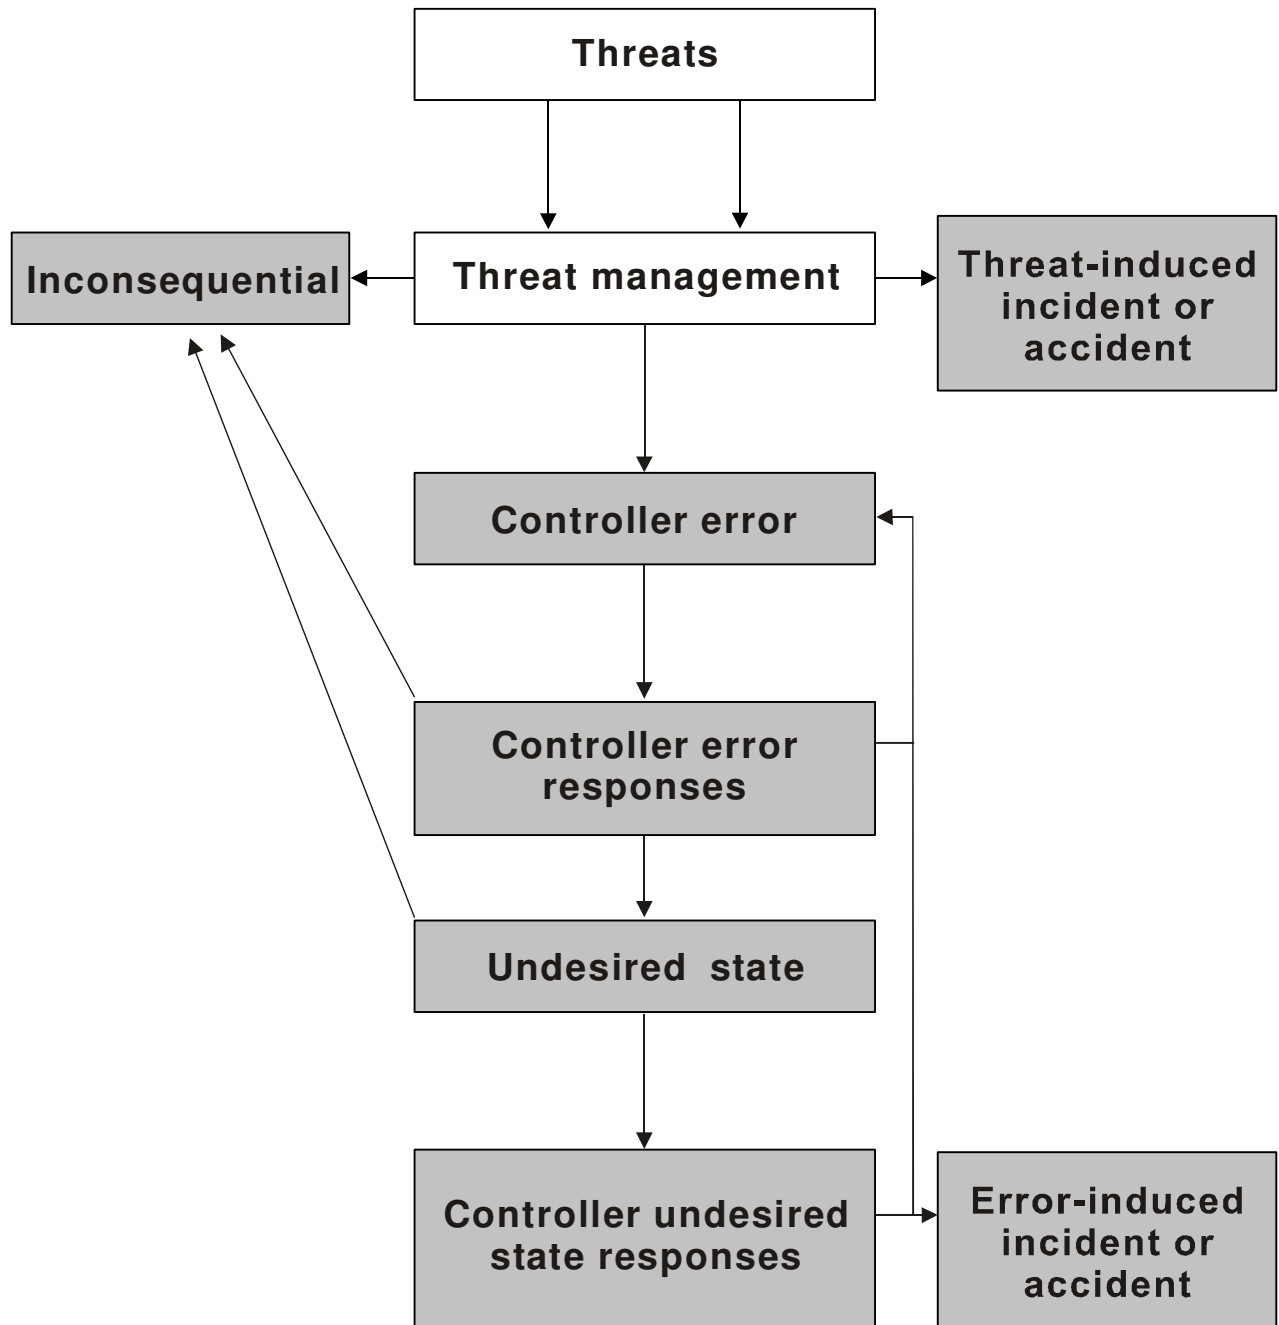 Threats
Inconsequential
Threat management
Threat-induced
incident or
accident
Controller error
Controller error
responses
Undesired state
Controller undesired
state responses
Error-induced
incident or
accident